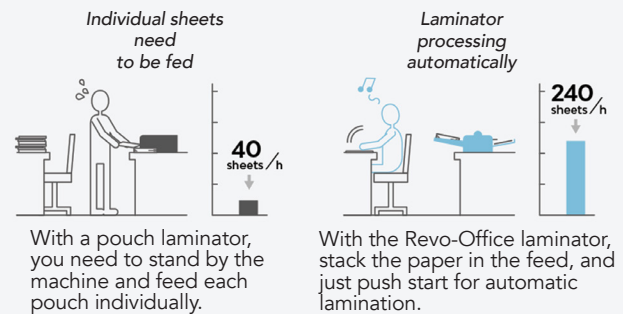 Individual sheets
need
to be fed
40
sheets/h
With a pouch laminator,
you need to stand by the
machine and feed each
pouch individually.
Laminator
processing
automatically
240
sheets/h
With the Revo-Office laminator,
stack the paper in the feed, and
just push start for automatic
lamination.